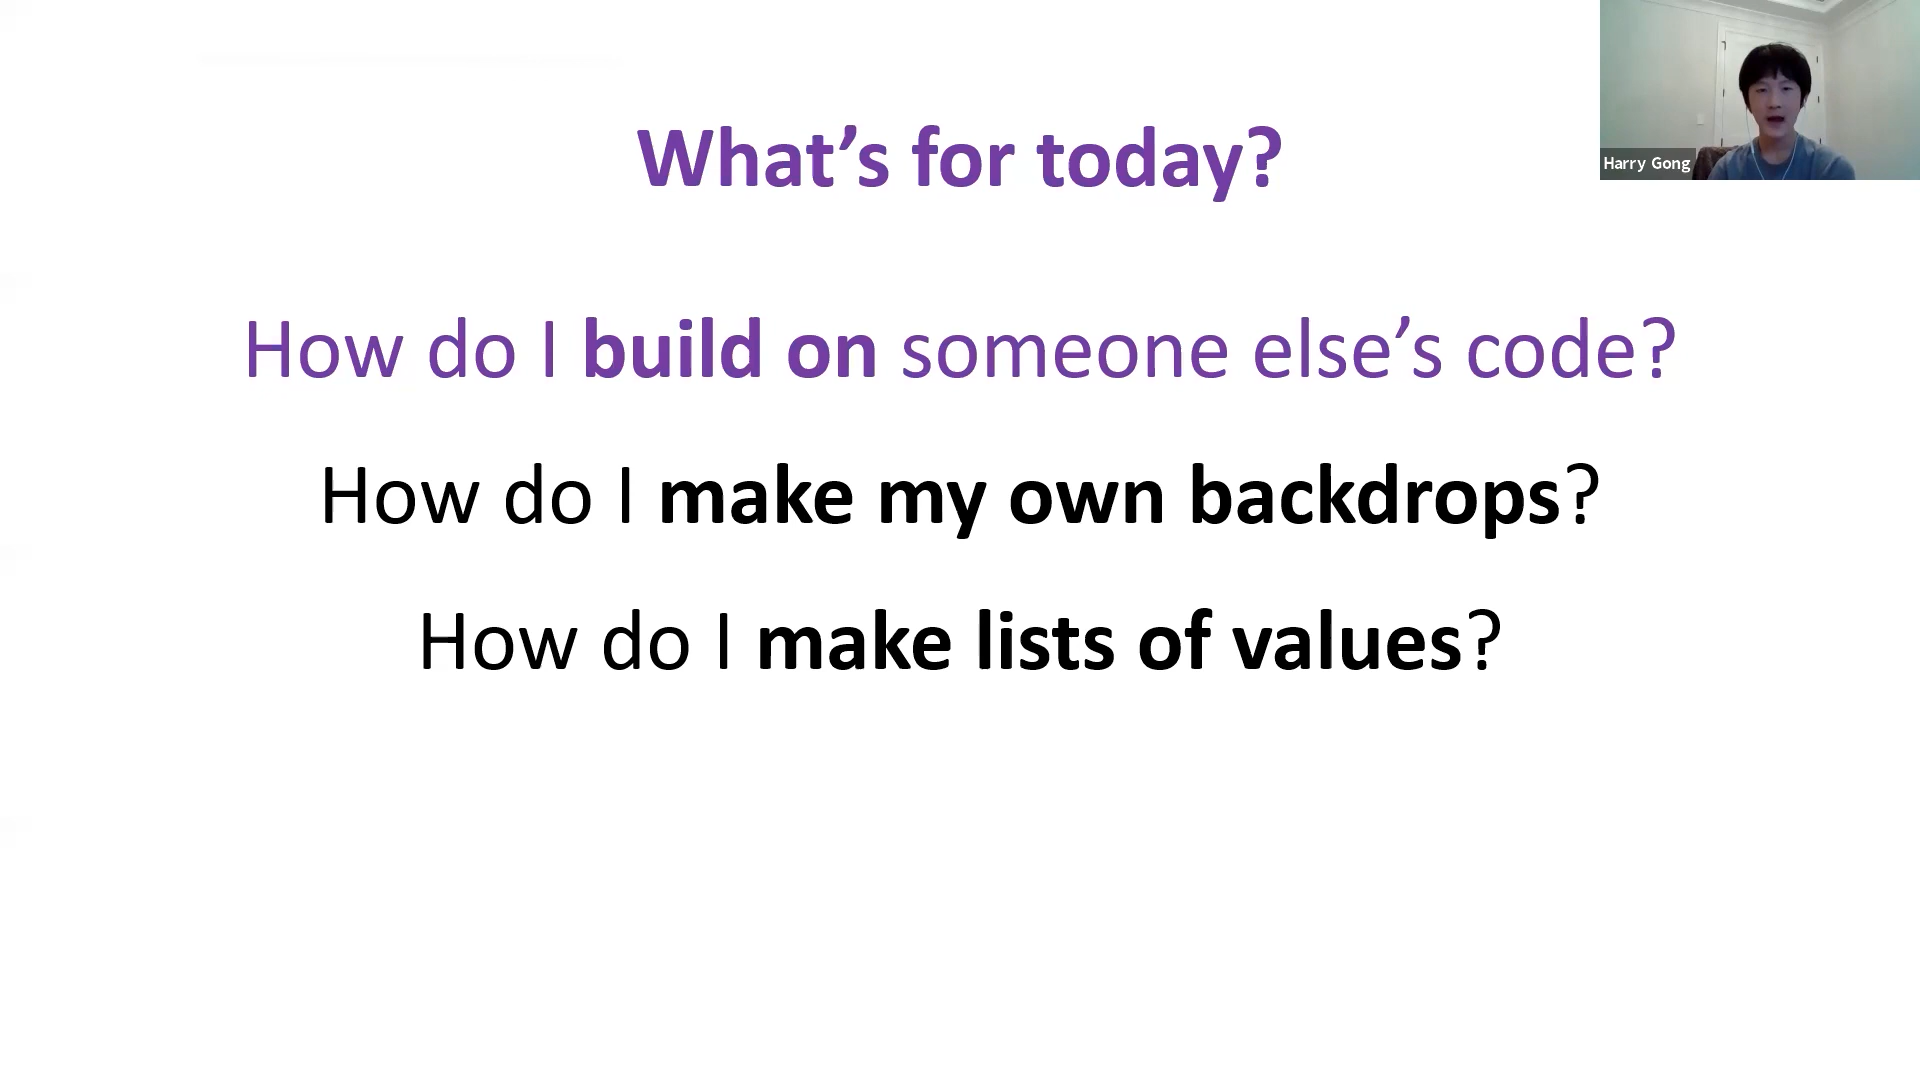 What’s for today?
Harry Gong
How do I build on someone else’s code?
How do I make my own backdrops?
How do I make lists of values?